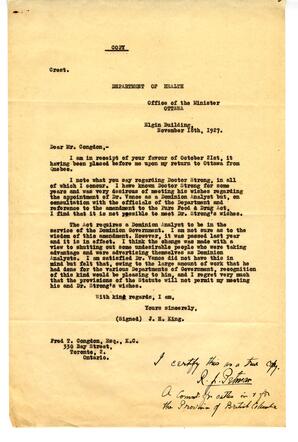 COPY
Crest.
DEPARTMENT OF HEALTH
Office of the Minister
OTTAWA
Elgin Building,
November 18th, 1927.
Dear Mr. Congdon,-
I am in receipt of your favour of October 21st, it
having been placed before me upon my return to Ottawa from
Quebec.
I note what you say regarding Doctor Strong, in all
of which I concur. I have known Doctor Strong for some
years and was very desirous of meeting his wishes regarding
the appointment of Dr. Vance as Dominion Analyst but, on
consultation with the officials of the Department and
reference to the amendment to the Pure Food & Drug Act,
I find that it is not possible to meet Dr. Strong's wishes.
The Act requires a Dominion Analyst to be in the
service of the Dominion Government. I am not sure as to the
wisdom of this amendment. However, it was passed last year
and it is in effect. I think the change was made with a
view to shutting out some undesirable people who were taking
advantage and advertising themselves as Dominion
Analysts. I am satisfied Dr. Vance did not have this in
mind but felt that, owing to the large amount of work that he
had done for the various Departments of Government, recognition
of this kind would be pleasing to him, and I regret very much
that the provisions of the Statute will not permit my meeting
his and Dr. Strong's wishes.
With kind regards, I am,
Yours sincerely,
(Signed) J. H. King.
Fred T. Congdon, Esq., K.C.
330 Bay Street,
Toronto, 2.
Ontario.
I certify this is a true copy.
A Commr for
the Province of British Columbia